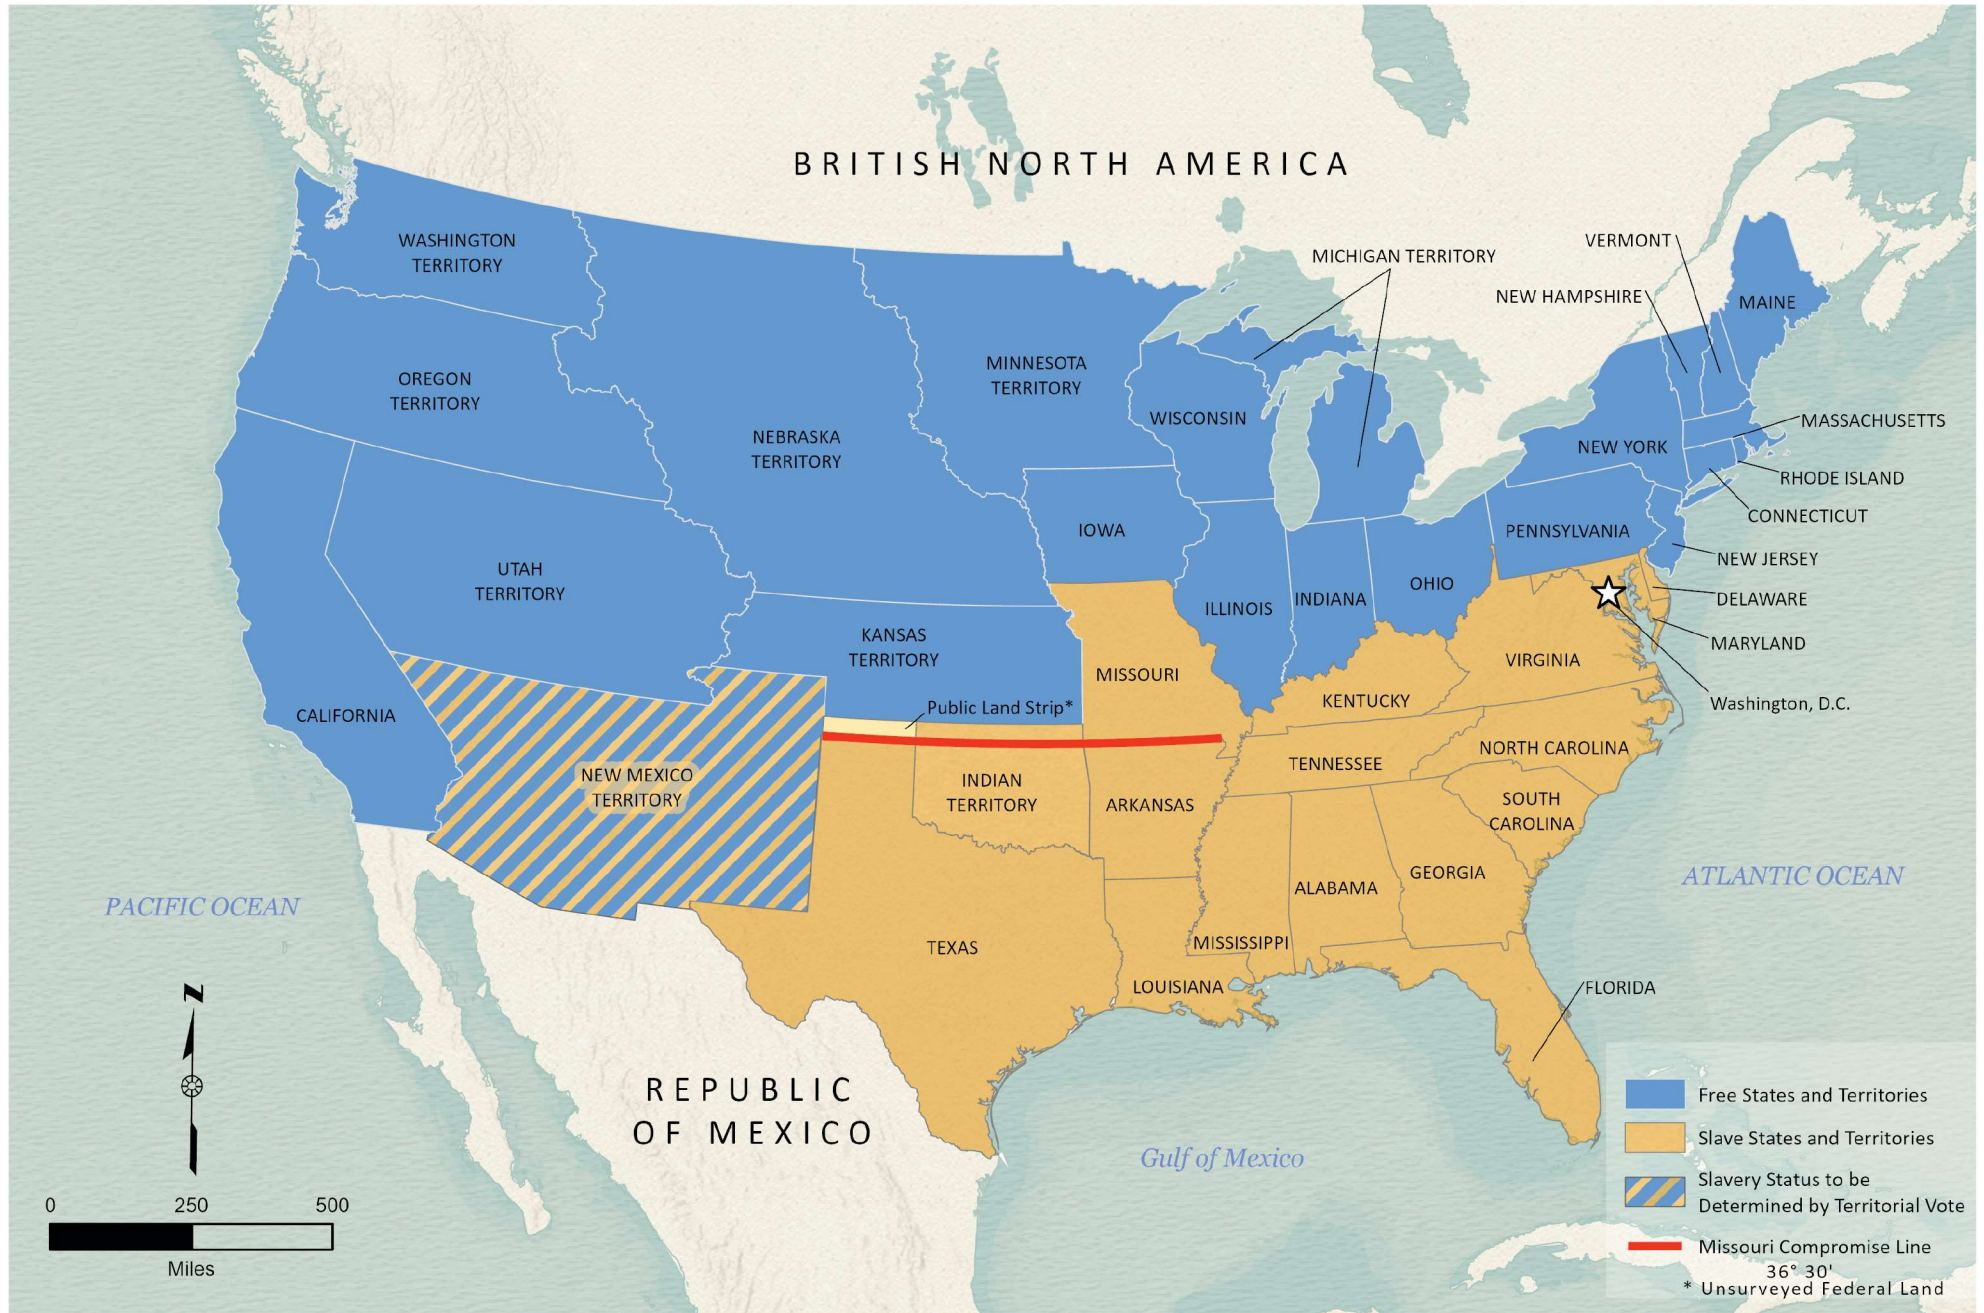 BRITISH NORTH AMERICA
WASHINGTON
TERRITORY
OREGON
TERRITORY
NEBRASKA
TERRITORY
MINNESOTA
TERRITORY
MICHIGAN TERRITORY
VERMONT
NEW HAMPSHIRE
MAINE
WISCONSIN
NEW YORK
MASSACHUSETTS
RHODE ISLAND
CONNECTICUT
PENNSYLVANIA
NEW JERSEY
DELAWARE
MARYLAND
Washington, D.C.
IOWA
ILLINOIS
INDIANA
OHIO
UTAH
TERRITORY
CALIFORNIA
KANSAS
TERRITORY
Public Land Strip*
MISSOURI
KENTUCKY
VIRGINIA
NEW MEXICO
TERRITORY
INDIAN
TERRITORY
ARKANSAS
TENNESSEE
NORTH CAROLINA
SOUTH
CAROLINA
TEXAS
LOUISIANA
MISSISSIPPI
ALABAMA
GEORGIA
FLORIDA
PACIFIC OCEAN
ATLANTIC OCEAN
REPUBLIC
OF MEXICO
Gulf of Mexico
N
0 250 500
Miles
Free States and Territories
Slave States and Territories
Slavery Status to be
Determined by Territorial Vote
Missouri Compromise Line
36° 30'
* Unsurveyed Federal Land